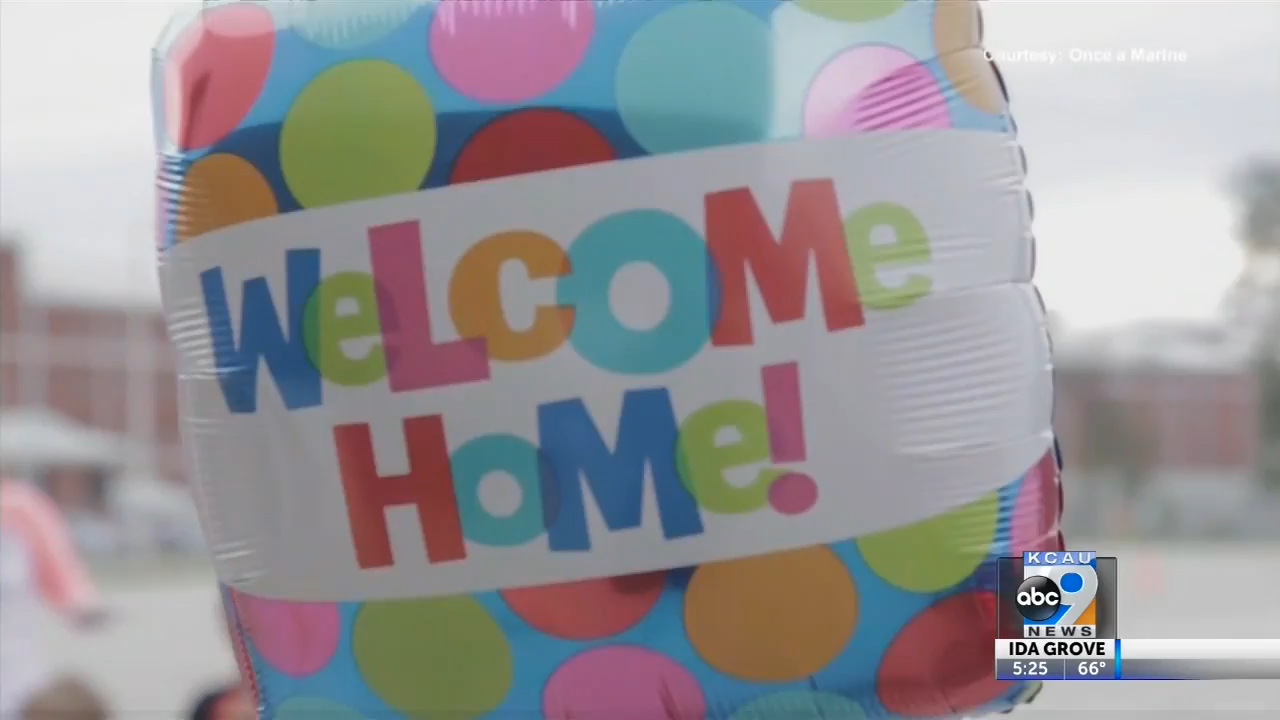 Courtesy: Once a Marine
WeLCOMe
HoMe!
KCAU
abc 9
NEWS
IDA GROVE
5:25 66°